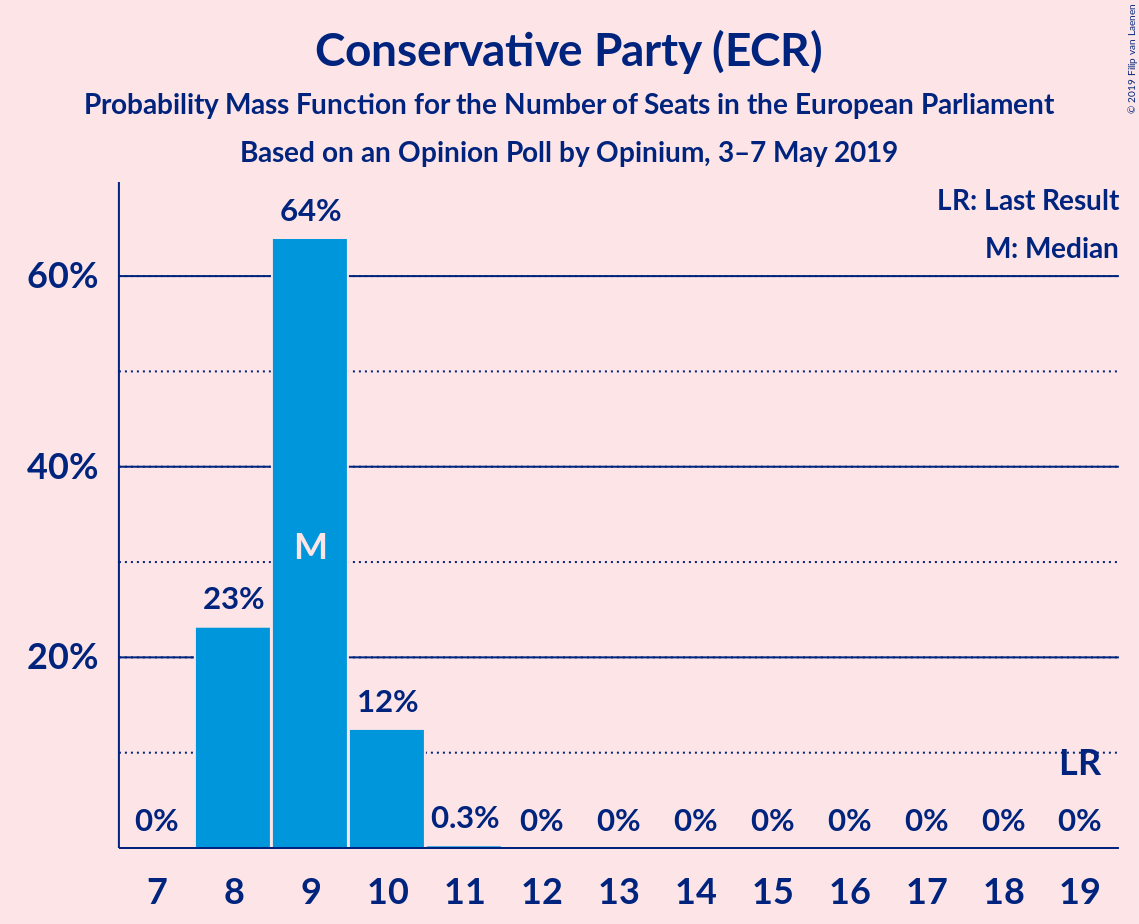 Conservative Party (ECR)
Probability Mass Function for the Number of Seats in the European Parliament
Based on an Opinion Poll by Opinium, 3–7 May 2019
© 2019 Filip van Laenen
LR: Last Result
M: Median
60%
40%
20%
64%
M
23%
12%
LR
0%
0.3%
0%
0%
0%
0%
0%
0%
0%
0%
7 8 9 10 11 12 13 14 15 16 17 18 19